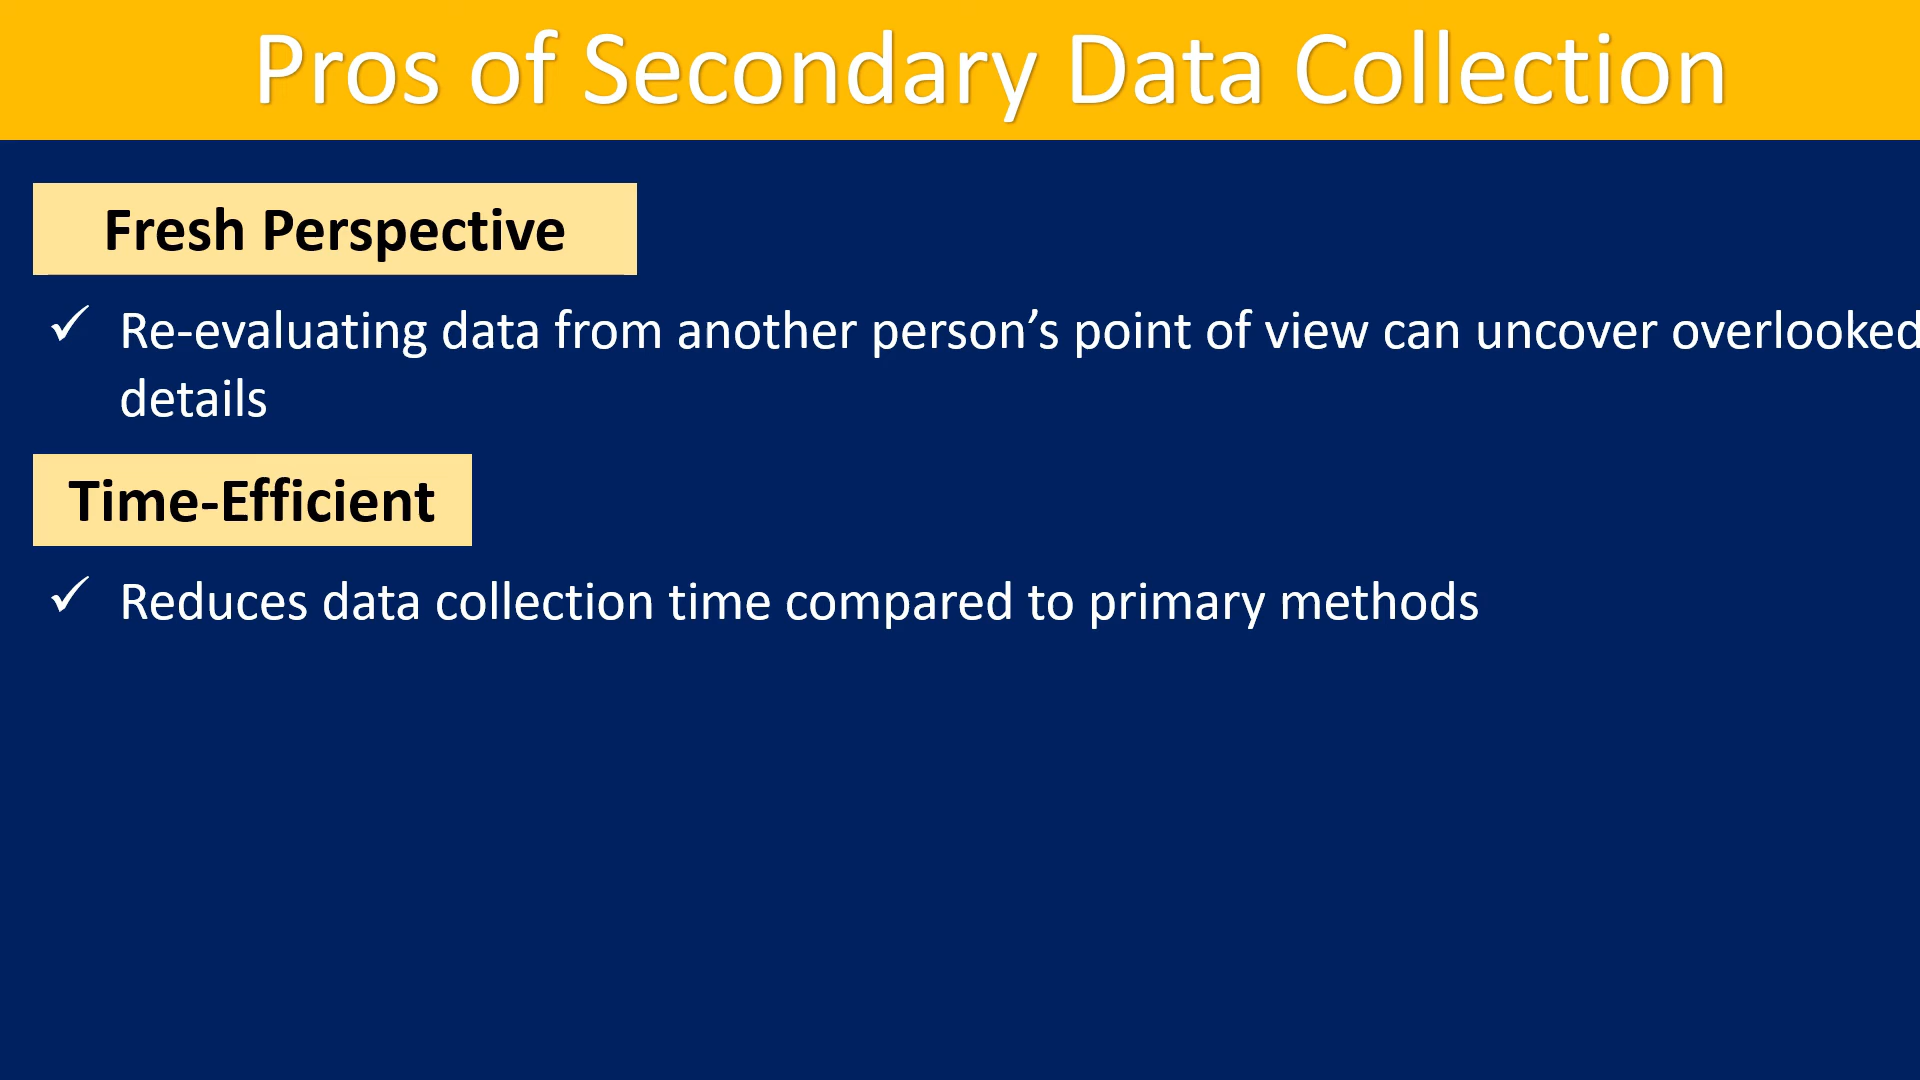 Pros of Secondary Data Collection
Fresh Perspective
✓ Re-evaluating data from another person’s point of view can uncover overlooked
details
Time-Efficient
✓ Reduces data collection time compared to primary methods